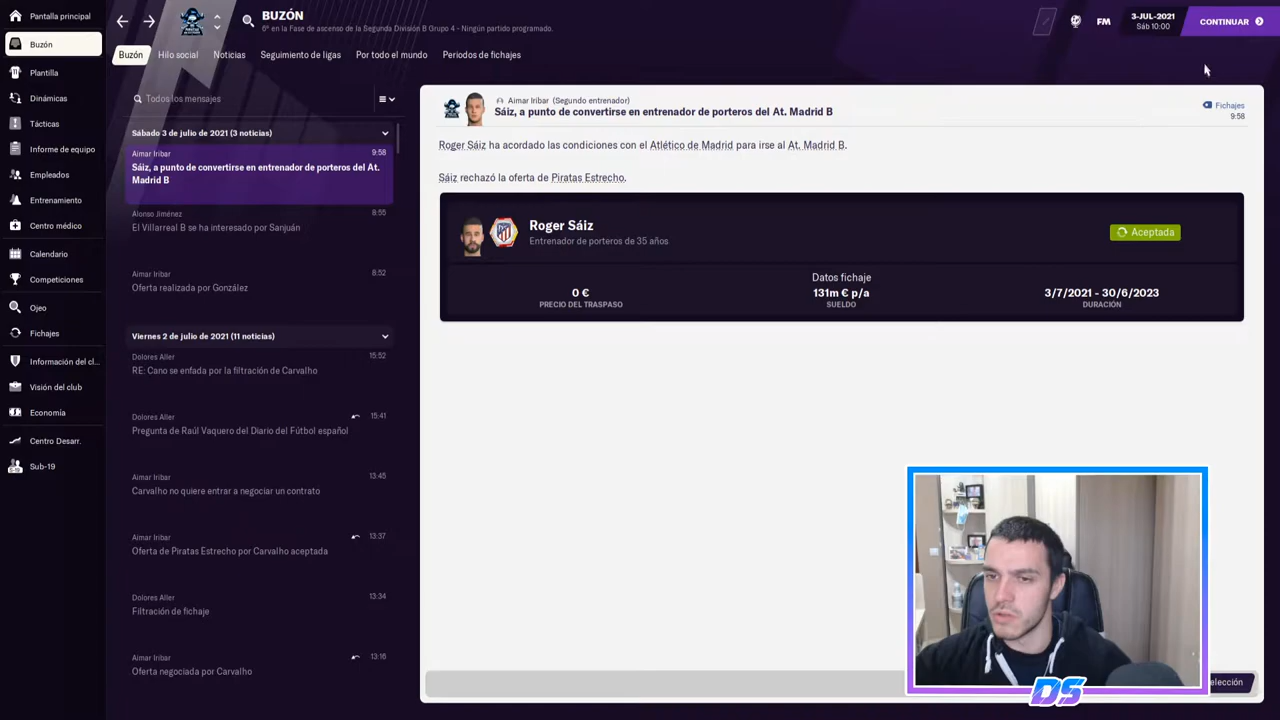 Pantalla principal
Buzón
Plantilla
Dinámicas
Tácticas
Informe de equipo
Empleados
Entrenamiento
Centro médico
Calendario
Competiciones
Ojeo
Fichajes
Información del cl...
Visión del club
Economía
Centro Desarr.
Sub-19
BUZÓN
6º en la Fase de ascenso de la Segunda División B Grupo 4 - Ningún partido programado.
FM
3-JUL-2021
Sáb 10:00
CONTINUAR
Buzón
Hilo social
Noticias
Seguimiento de ligas
Por todo el mundo
Periodos de fichajes
Todos los mensajes
Sábado 3 de julio de 2021 (3 noticias)
Aimar Iribar 9:58
Sáiz, a punto de convertirse en entrenador de porteros del At.
Madrid B
Alonso Jiménez 8:55
El Villarreal B se ha interesado por Sanjuán
Aimar Iribar 8:52
Oferta realizada por González
Viernes 2 de julio de 2021 (11 noticias)
Dolores Aller 15:52
RE: Cano se enfada por la filtración de Carvalho
Dolores Aller 15:41
Pregunta de Raúl Vaquero del Diario del Fútbol español
Aimar Iribar 13:45
Carvalho no quiere entrar a negociar un contrato
Aimar Iribar 13:37
Oferta de Piratas Estrecho por Carvalho aceptada
Dolores Aller 13:34
Filtración de fichaje
Aimar Iribar 13:16
Oferta negociada por Carvalho
Aimar Iribar (Segundo entrenador)
Sáiz, a punto de convertirse en entrenador de porteros del At. Madrid B
Fichajes
9:58
Roger Sáiz ha acordado las condiciones con el Atlético de Madrid para irse al At. Madrid B.
Sáiz rechazó la oferta de Piratas Estrecho.
Roger Sáiz
Entrenador de porteros de 35 años
Aceptada
Datos fichaje
0 €
PRECIO DEL TRASPASO
131m € p/a
SUELDO
3/7/2021 - 30/6/2023
DURACIÓN
elección
DS